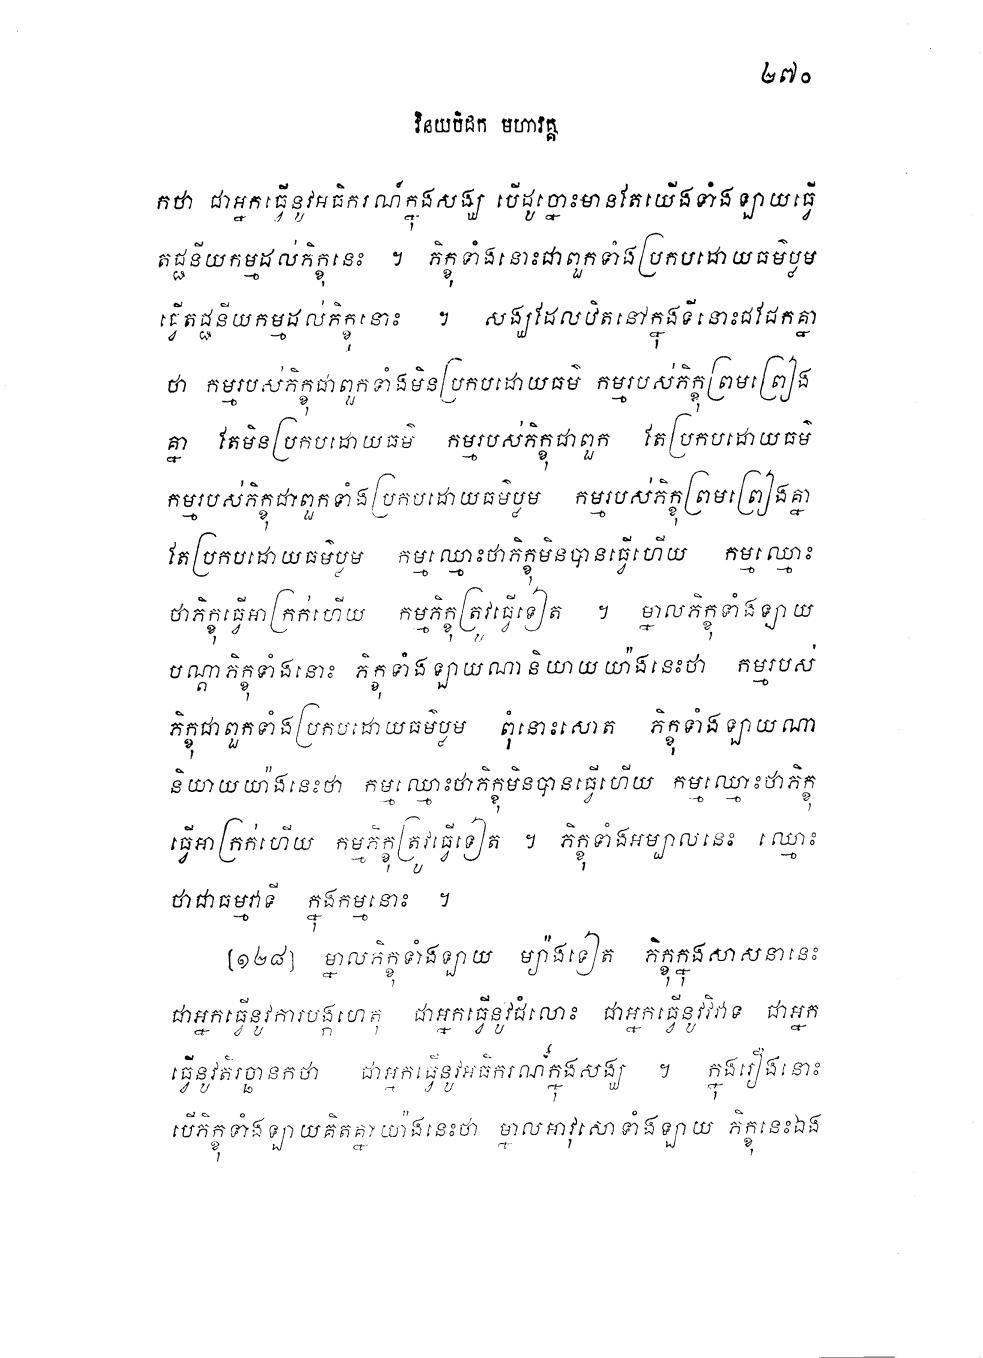 ២៧០
វិនយបិដក មហាវគ្គ
កថា ជាអ្នកធ្វើនូវអធិករណ៍ក្នុងសង្ឃ បើដូច្នោះមានតែយើងទាំងឡាយធ្វើ
តជ្ជនីយកម្មដល់ភិក្ខុនេះ ។ ភិក្ខុទាំងនោះជាពួកទាំងប្រកបដោយធម៌ប្លម
ធ្វើតជ្ជនីយកម្មដល់ភិក្ខុនោះ ។ សង្ឃដែលឋិតនៅក្នុងទីនោះជជែកគ្នា
ថា កម្មរបស់ភិក្ខុជាពួកទាំងមិនប្រកបដោយធម៌ កម្មរបស់ភិក្ខុព្រមព្រៀង
គ្នា តែមិនប្រកបដោយធម៌ កម្មរបស់ភិក្ខុជាពួក តែប្រកបដោយធម៌
កម្មរបស់ភិក្ខុជាពួកទាំងប្រកបដោយធម៌ប្លម កម្មរបស់ភិក្ខុព្រមព្រៀងគ្នា
តែប្រកបដោយធម៌ប្លម កម្មឈ្មោះថាភិក្ខុមិនបានធ្វើហើយ កម្មឈ្មោះ
ថាភិក្ខុធ្វើអាក្រក់ហើយ កម្មភិក្ខុត្រូវធ្វើទៀត ។ ម្នាលភិក្ខុទាំងឡាយ
បណ្តាភិក្ខុទាំងនោះ ភិក្ខុទាំងឡាយណានិយាយយ៉ាងនេះថា កម្មរបស់
ភិក្ខុជាពួកទាំងប្រកបដោយធម៌ប្លម ពុំនោះសោត ភិក្ខុទាំងឡាយណា
និយាយយ៉ាងនេះថា កម្មឈ្មោះថាភិក្ខុមិនបានធ្វើហើយ កម្មឈ្មោះថាភិក្ខុ
ធ្វើអាក្រក់ហើយ កម្មភិក្ខុត្រូវធ្វើទៀត ។ ភិក្ខុទាំងអម្បាលនេះ ឈ្មោះ
ថាជាធម្មវាទី ក្នុងកម្មនោះ ។
[១២៨] ម្នាលភិក្ខុទាំងឡាយ ម្យ៉ាងទៀត ភិក្ខុក្នុងសាសនានេះ
ជាអ្នកធ្វើនូវការបង្កហេតុ ជាអ្នកធ្វើនូវជំលោះ ជាអ្នកធ្វើនូវវិវាទ ជាអ្នក
ធ្វើនូវតិរច្ឆានកថា ជាអ្នកធ្វើនូវអធិករណ៍ក្នុងសង្ឃ ។ ក្នុងរឿងនោះ
បើភិក្ខុទាំងឡាយគិតគ្នាយ៉ាងនេះថា ម្នាលអាវុសោទាំងឡាយ ភិក្ខុនេះឯង